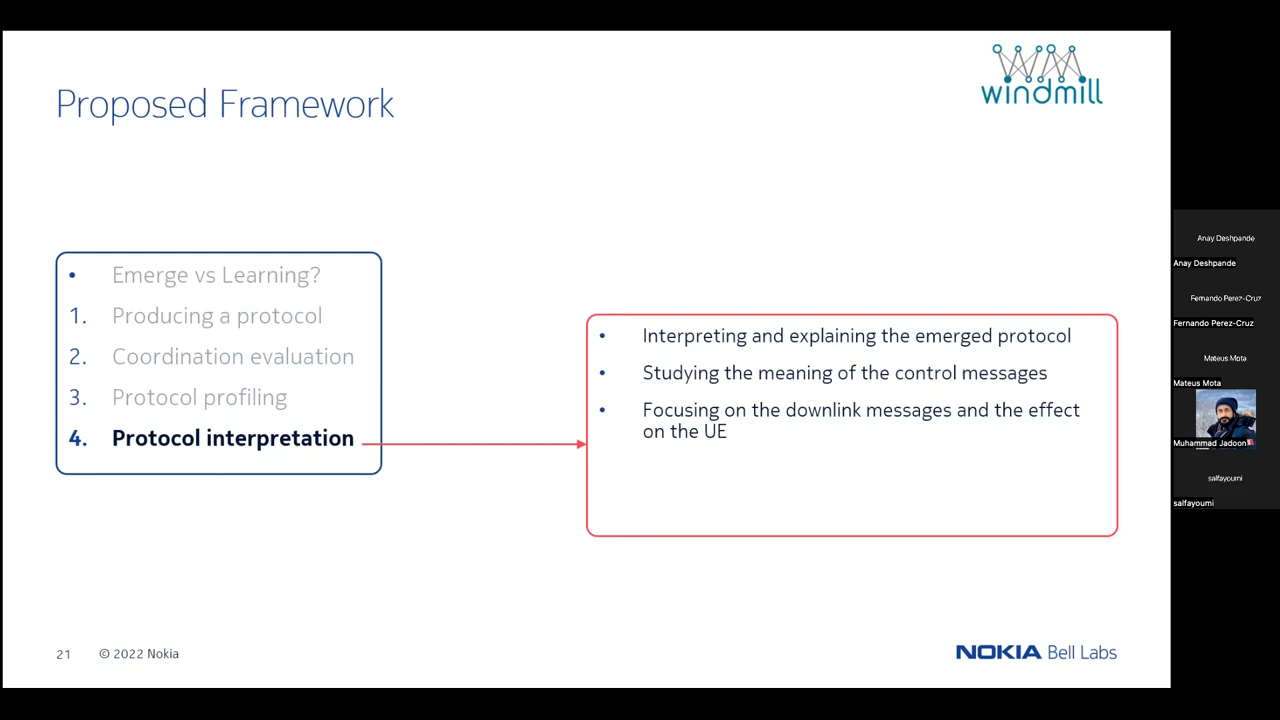 windmill
Proposed Framework
• Emerge vs Learning?
1. Producing a protocol
2. Coordination evaluation
3. Protocol profiling
4. Protocol interpretation
• Interpreting and explaining the emerged protocol
• Studying the meaning of the control messages
• Focusing on the downlink messages and the effect
on the UE
21 © 2022 Nokia
NOKIA Bell Labs
Anay Deshpande
Anay Deshpande
Fernando Perez-Cruz
Fernando Perez-Cruz
Mateus Mota
Mateus Mota
Muhammad Jadoon
salfayoumi
salfayoumi